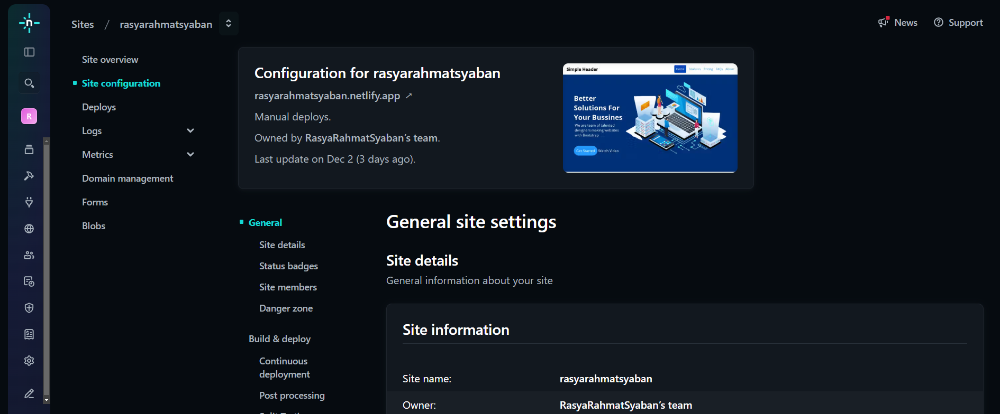 n
Sites / rasyarahmatsyaban
News
Support
R
Site overview
Site configuration
Deploys
Logs
Metrics
Domain management
Forms
Blobs
Configuration for rasyarahmatsyaban
rasyarahmatsyaban.netlify.app ↗
Manual deploys.
Owned by RasyaRahmatSyaban’s team.
Last update on Dec 2 (3 days ago).
Simple Header
Home Features Pricing FAQs About
Better
Solutions For
Your Bussines
We are team of talented
designers making websites
with Bootstrap
Get Started Watch Video
General
Site details
Status badges
Site members
Danger zone
Build & deploy
Continuous
deployment
Post processing
General site settings
Site details
General information about your site
Site information
Site name: rasyarahmatsyaban
Owner: RasyaRahmatSyaban’s team